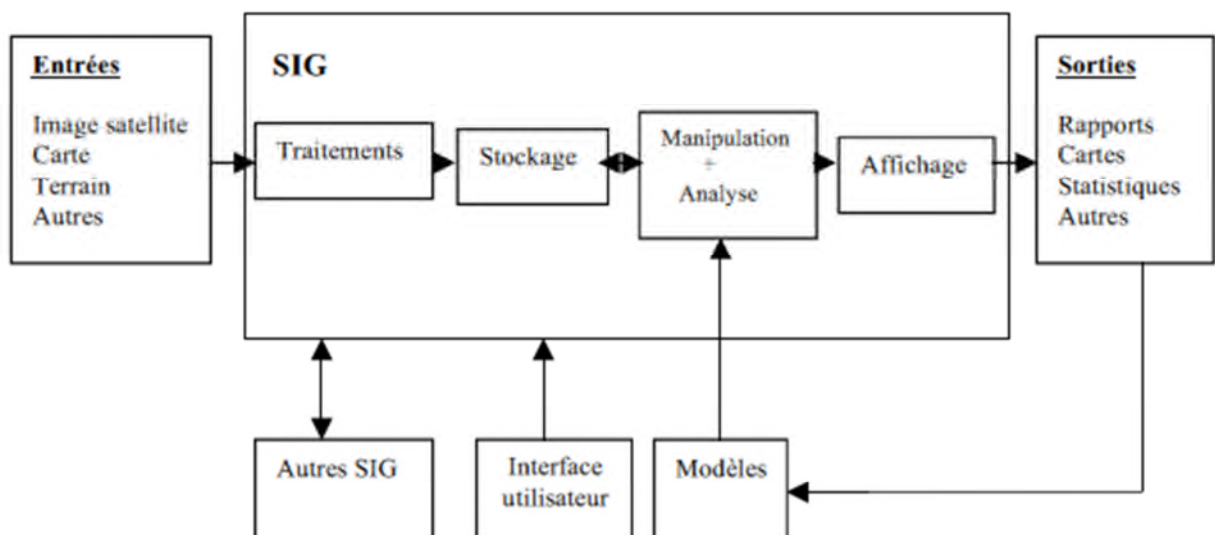 Entrées
Image satellite
Carte
Terrain
Autres
SIG
Traitements
Stockage
Manipulation
+
Analyse
Affichage
Sorties
Rapports
Cartes
Statistiques
Autres
Autres SIG
Interface
utilisateur
Modèles